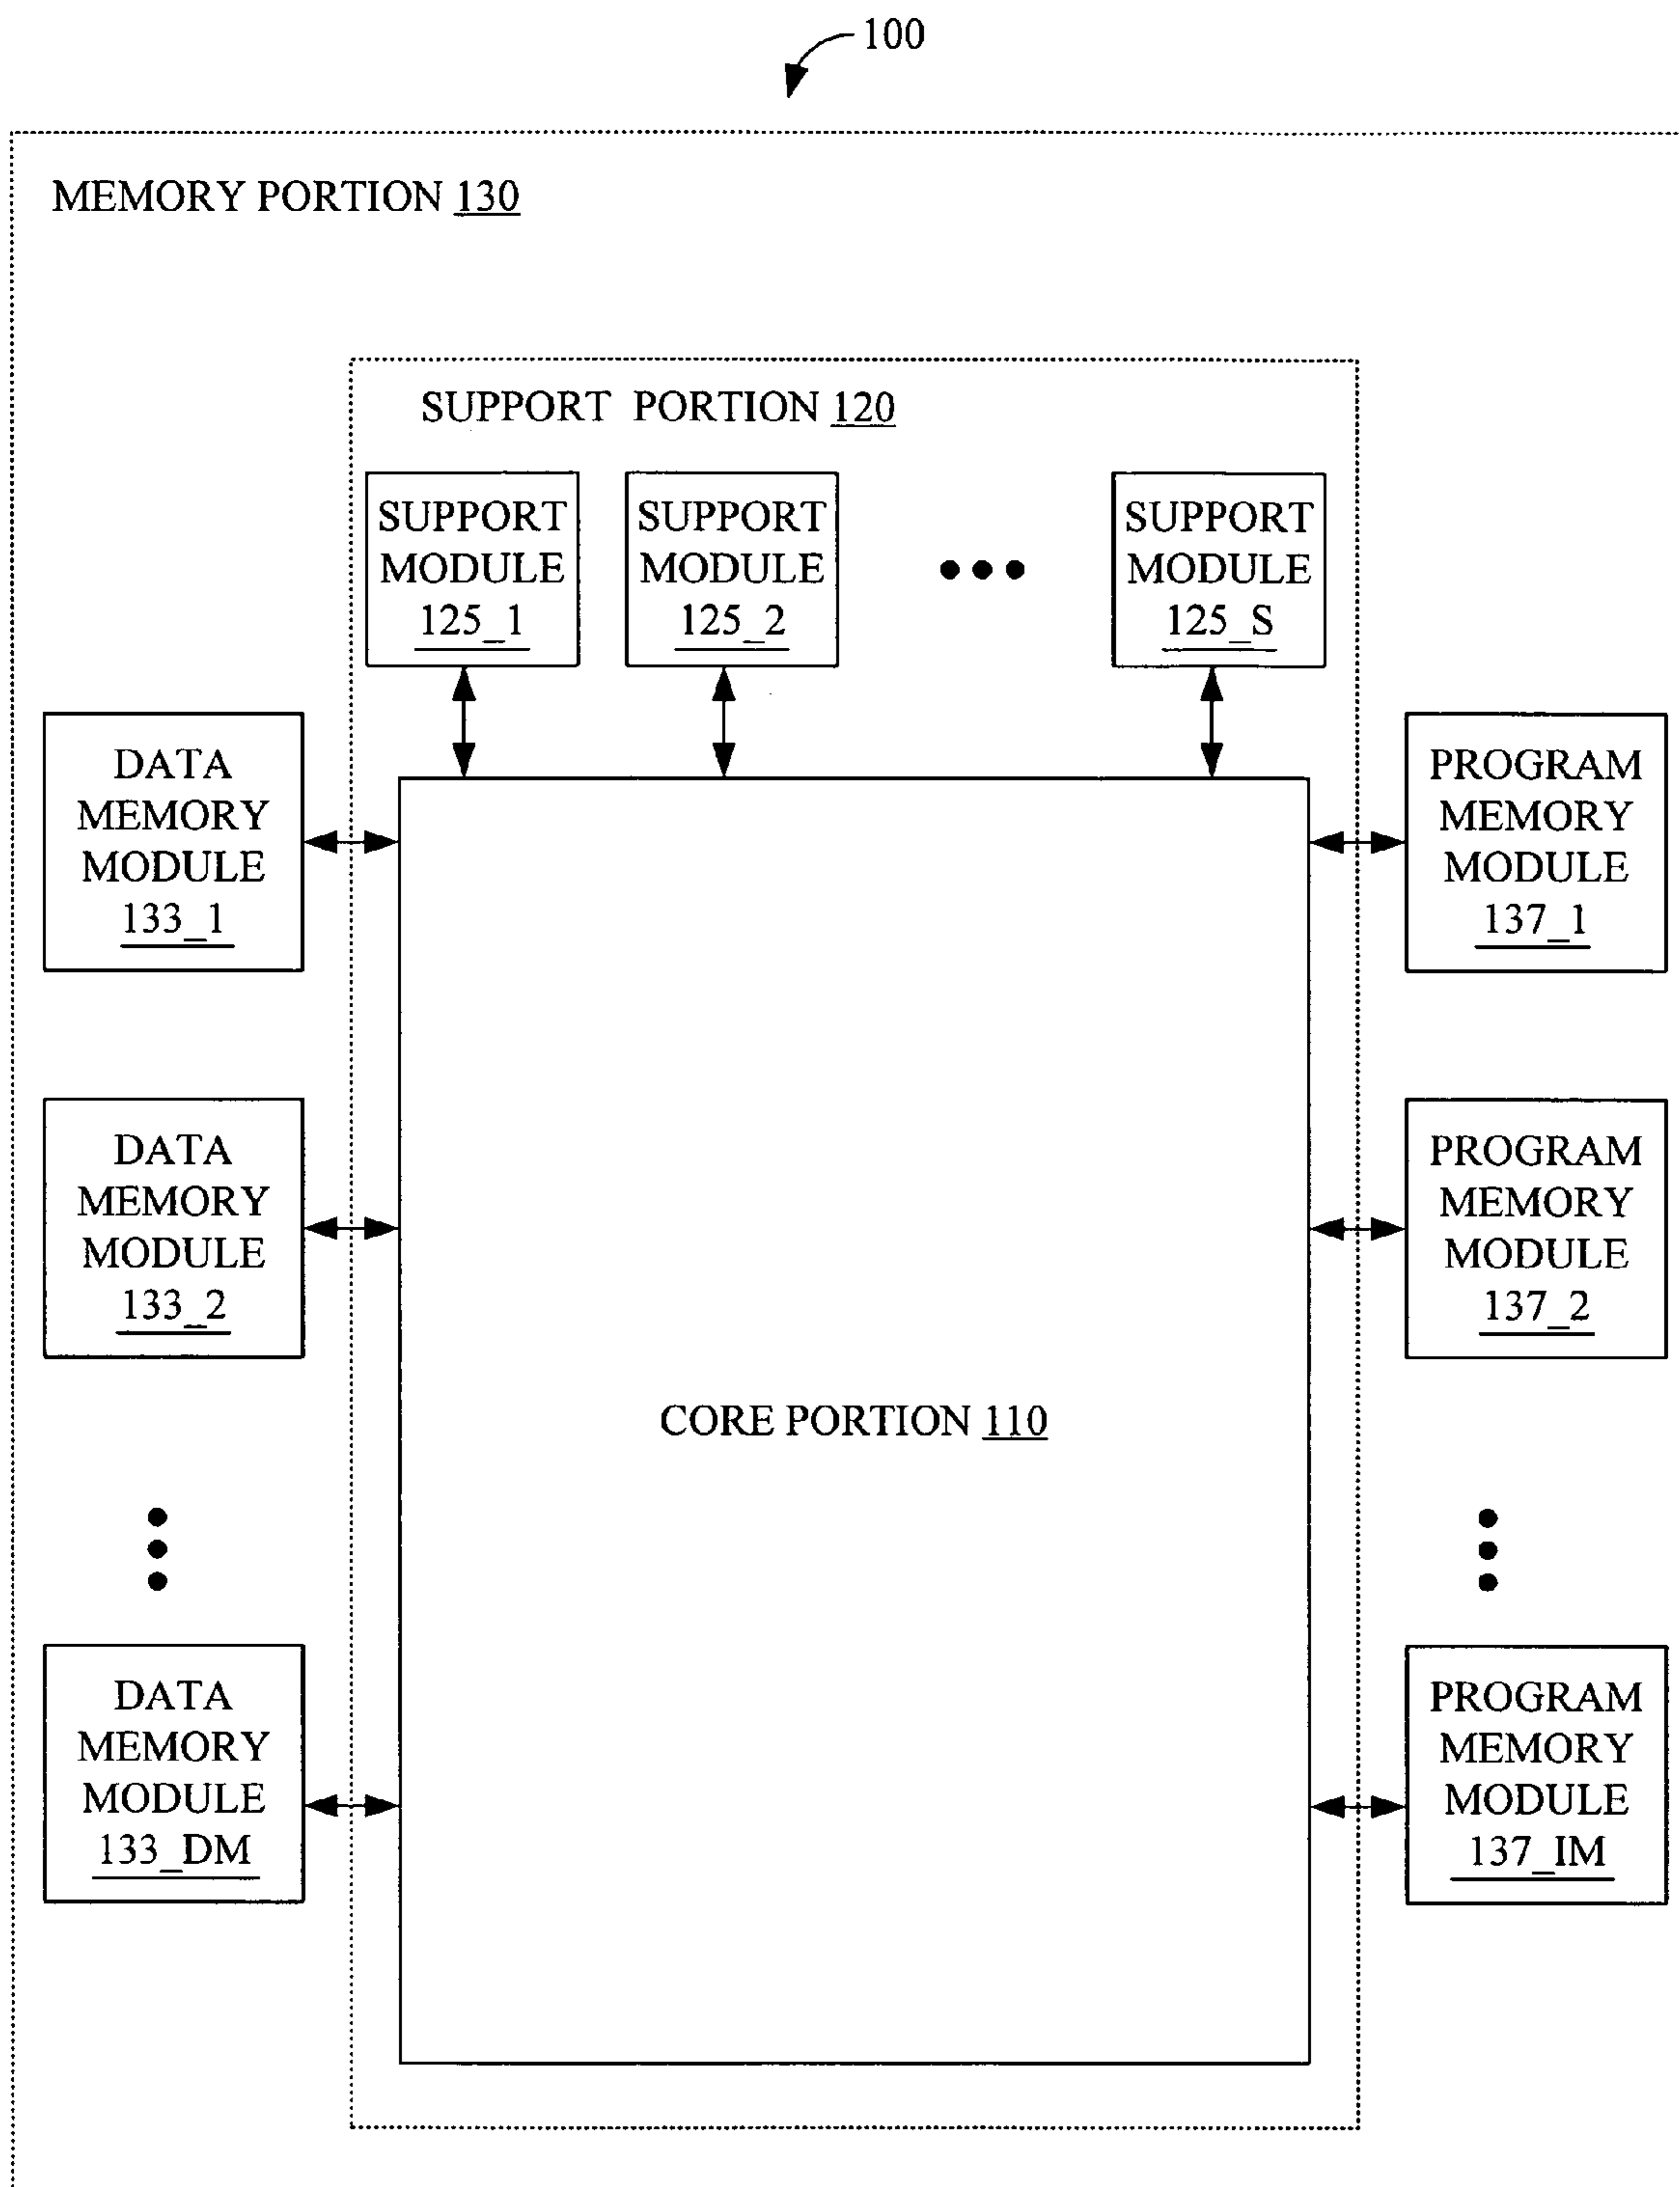 100
MEMORY PORTION 130
SUPPORT PORTION 120
SUPPORT
MODULE
125_1
SUPPORT
MODULE
125_2
SUPPORT
MODULE
125_S
DATA
MEMORY
MODULE
133_1
PROGRAM
MEMORY
MODULE
137_1
DATA
MEMORY
MODULE
133_2
PROGRAM
MEMORY
MODULE
137_2
CORE PORTION 110
DATA
MEMORY
MODULE
133_DM
PROGRAM
MEMORY
MODULE
137_IM